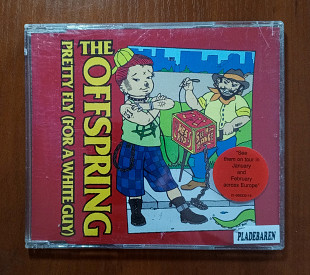 THE OFFSPRING
PRETTY FLY (FOR A WHITE GUY)
"See
them on tour in
January
and
February
across Europe"
PLADEBAREN